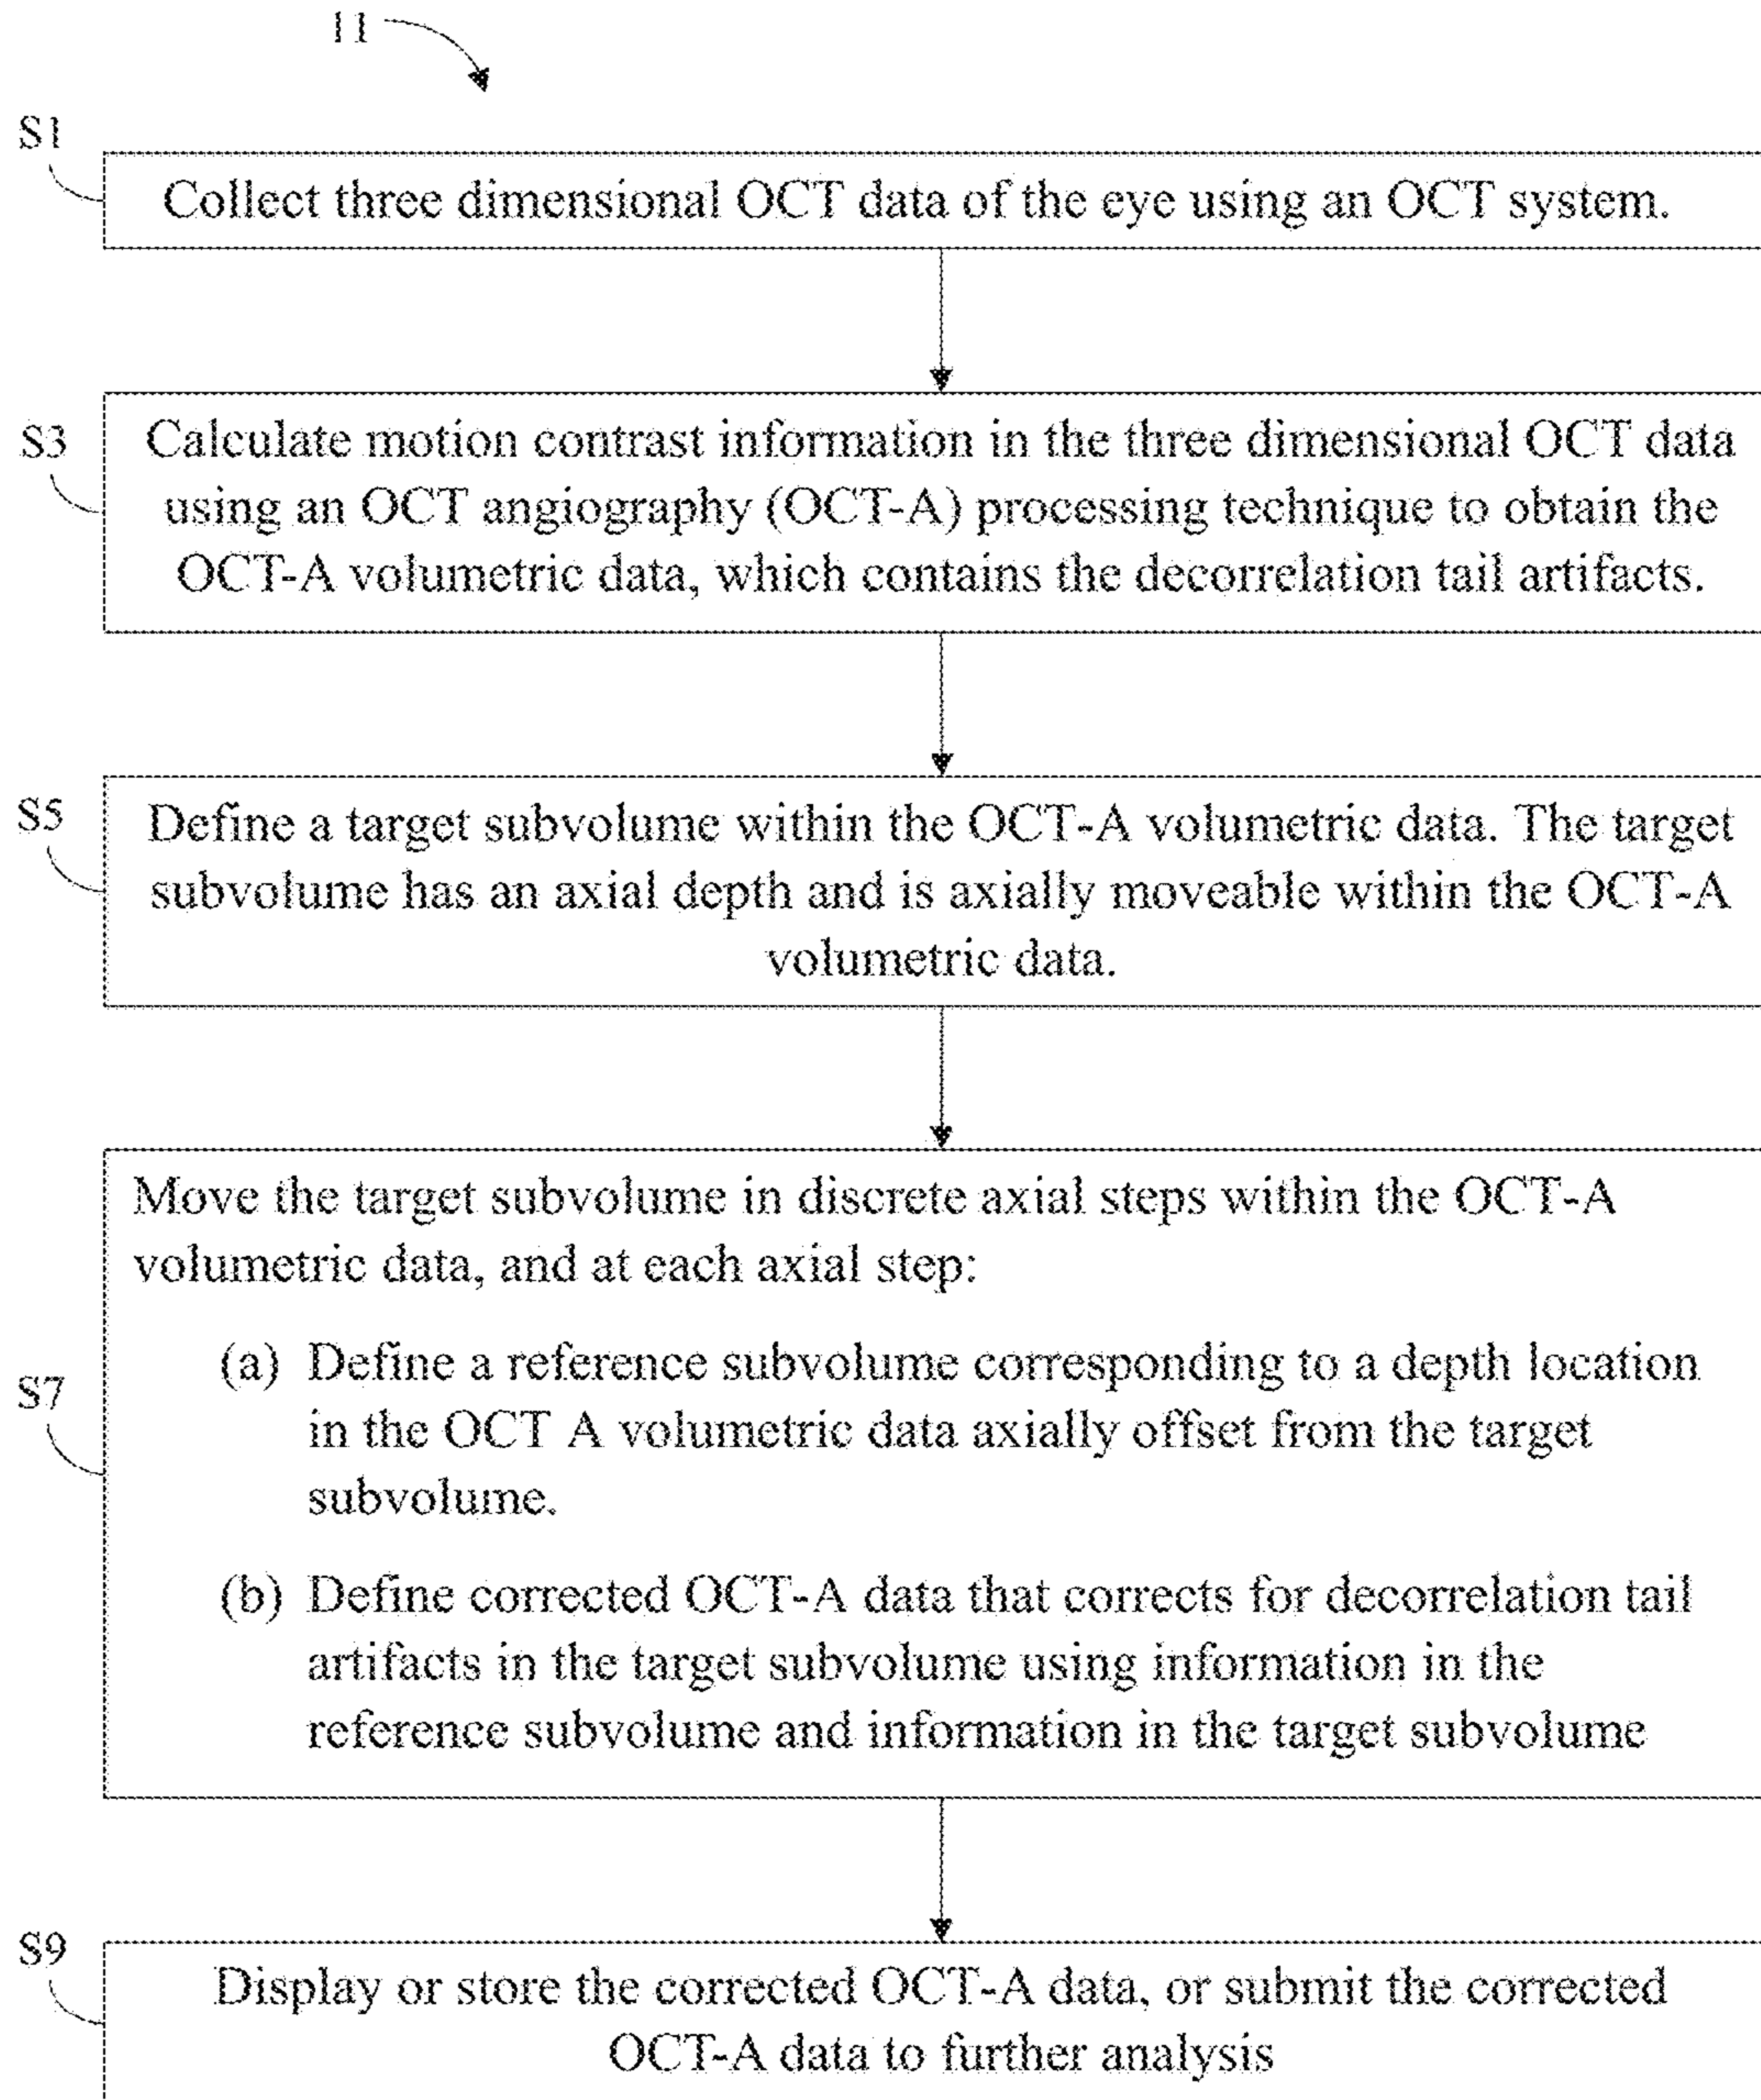 11
S1
Collect three dimensional OCT data of the eye using an OCT system.
S3
Calculate motion contrast information in the three dimensional OCT data
using an OCT angiography (OCT-A) processing technique to obtain the
OCT-A volumetric data, which contains the decorrelation tail artifacts.
S5
Define a target subvolume within the OCT-A volumetric data. The target
subvolume has an axial depth and is axially moveable within the OCT-A
volumetric data.
S7
Move the target subvolume in discrete axial steps within the OCT-A
volumetric data, and at each axial step:
(a) Define a reference subvolume corresponding to a depth location
in the OCT A volumetric data axially offset from the target
subvolume.
(b) Define corrected OCT-A data that corrects for decorrelation tail
artifacts in the target subvolume using information in the
reference subvolume and information in the target subvolume
S9
Display or store the corrected OCT-A data, or submit the corrected
OCT-A data to further analysis